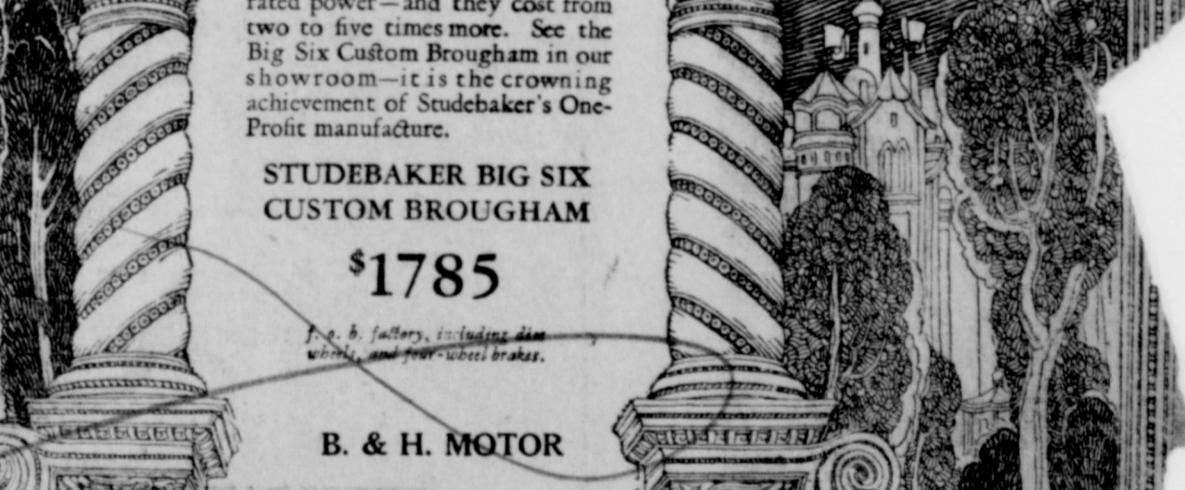 rated power—and they cost from
two to five times more. See the
Big Six Custom Brougham in our
showroom—it is the crowning
achievement of Studebaker's One-
Profit manufacture.
STUDEBAKER BIG SIX
CUSTOM BROUGHAM
$1785
f. o. b. factory, including disc
wheels, and four-wheel brakes.
B. & H. MOTOR